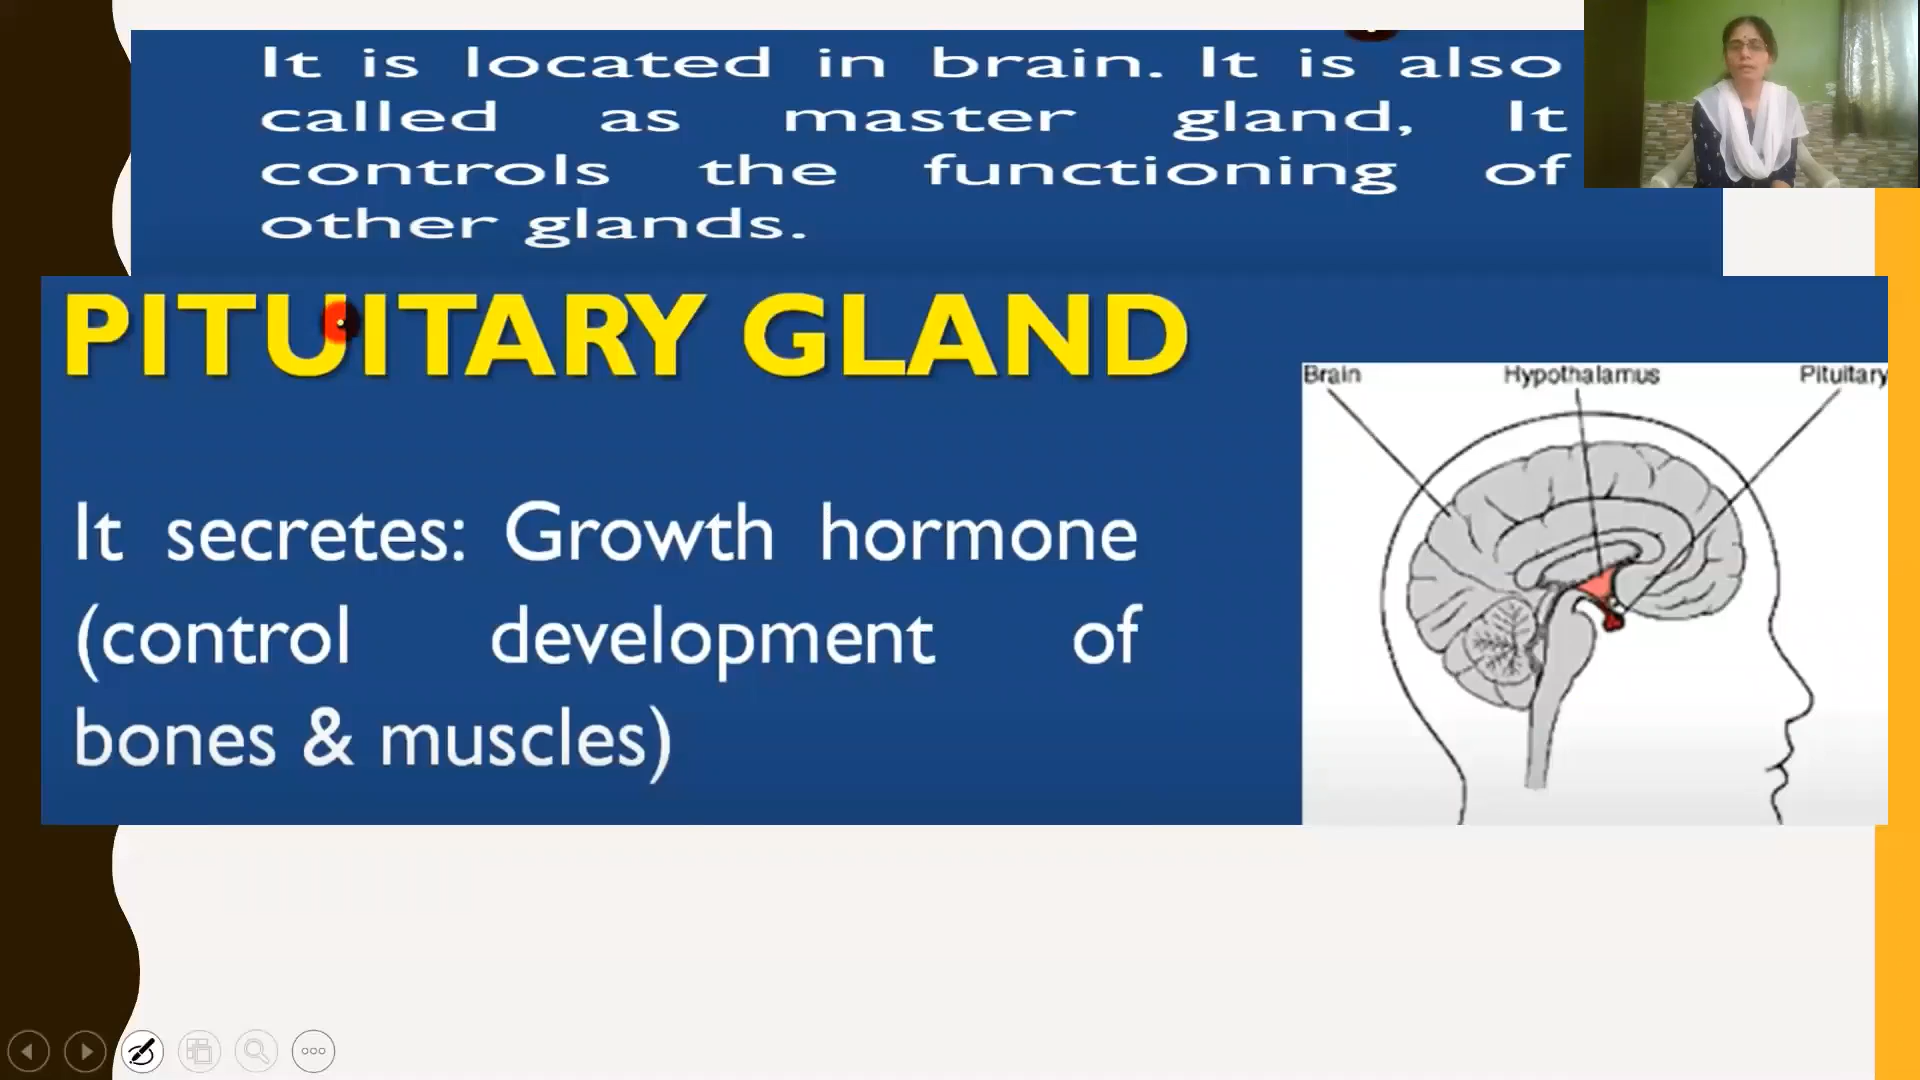 It is located in brain. It is also
called as master gland, It
controls the functioning of
other glands.
PITUITARY GLAND
Brain Hypothalamus Pituitary
It secretes: Growth hormone
(control development of
bones & muscles)